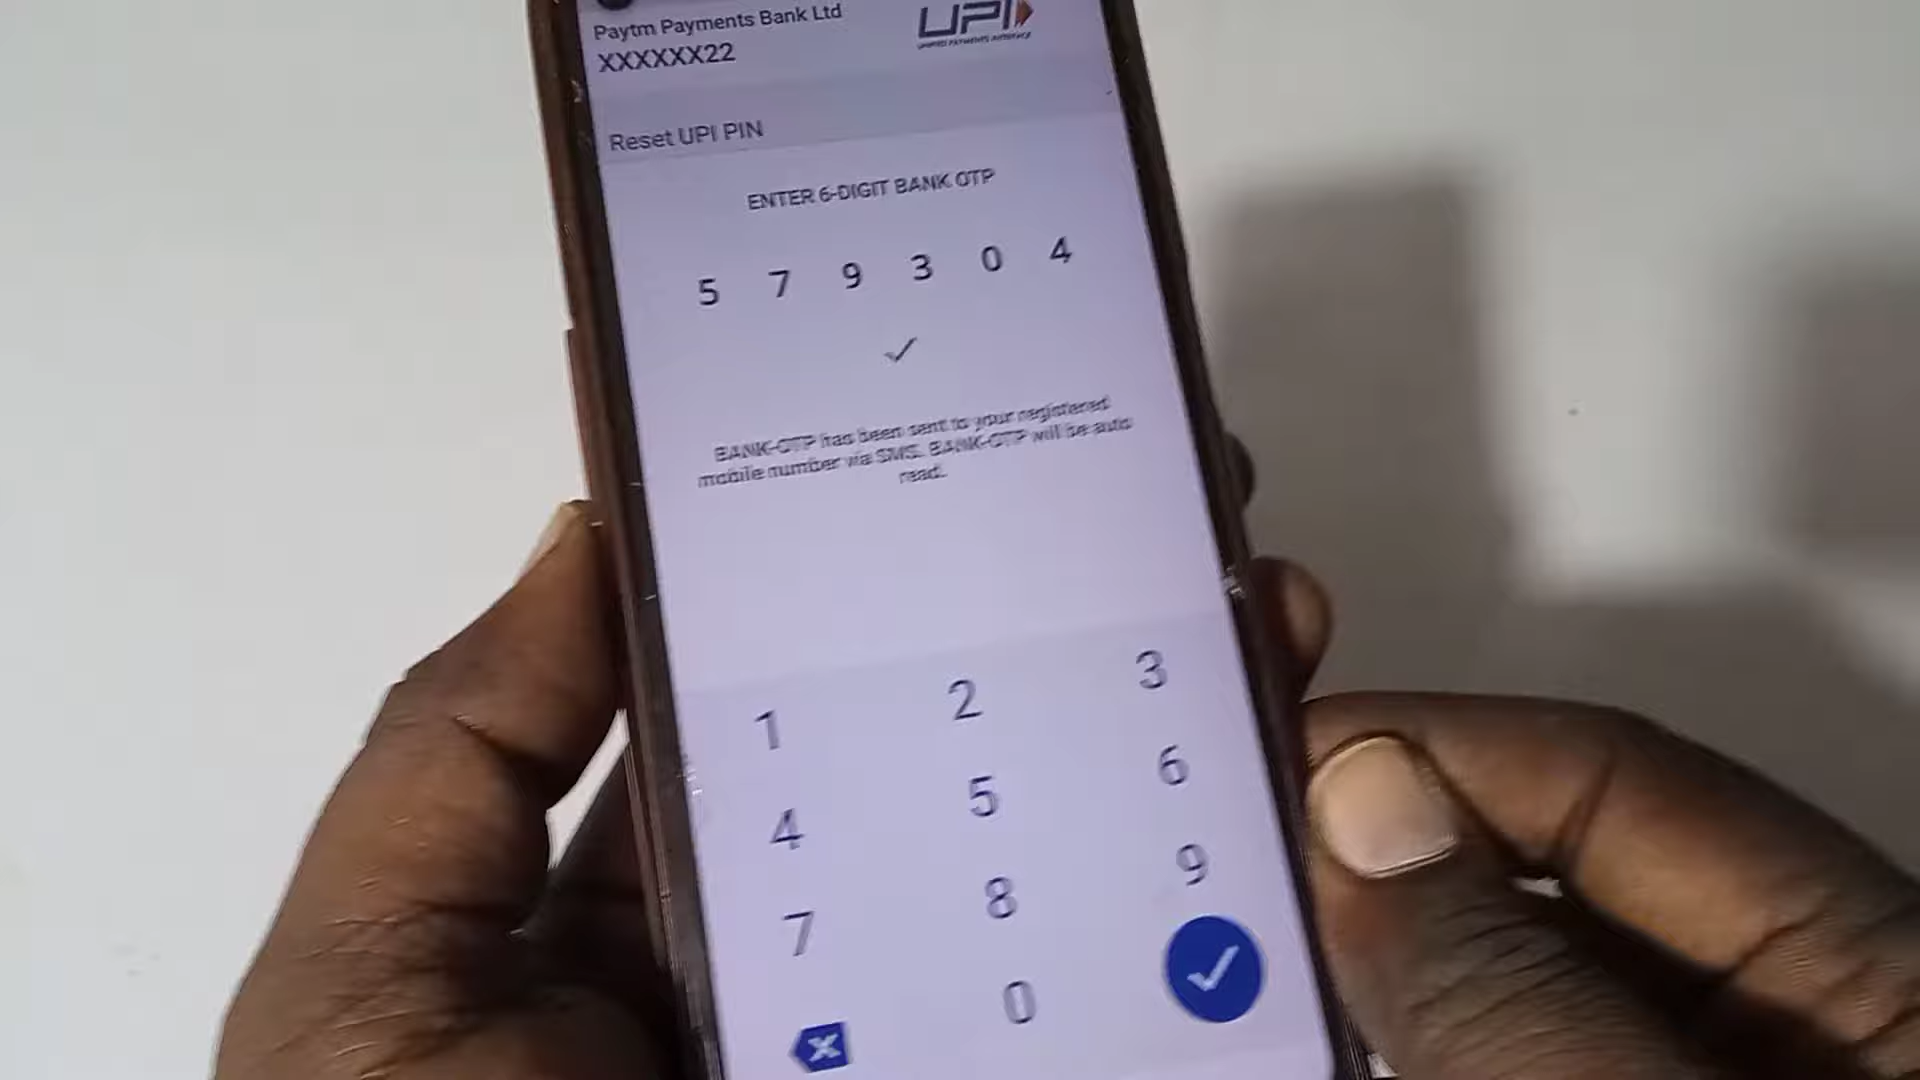 Paytm Payments Bank Ltd
XXXXXX22
UPI
UNIFIED PAYMENTS INTERFACE
Reset UPI PIN
ENTER 6-DIGIT BANK OTP
5 7 9 3 0 4
BANK-OTP has been sent to your registered
mobile number via SMS. BANK-OTP will be auto
read.
1 2 3
4 5 6
7 8 9
0